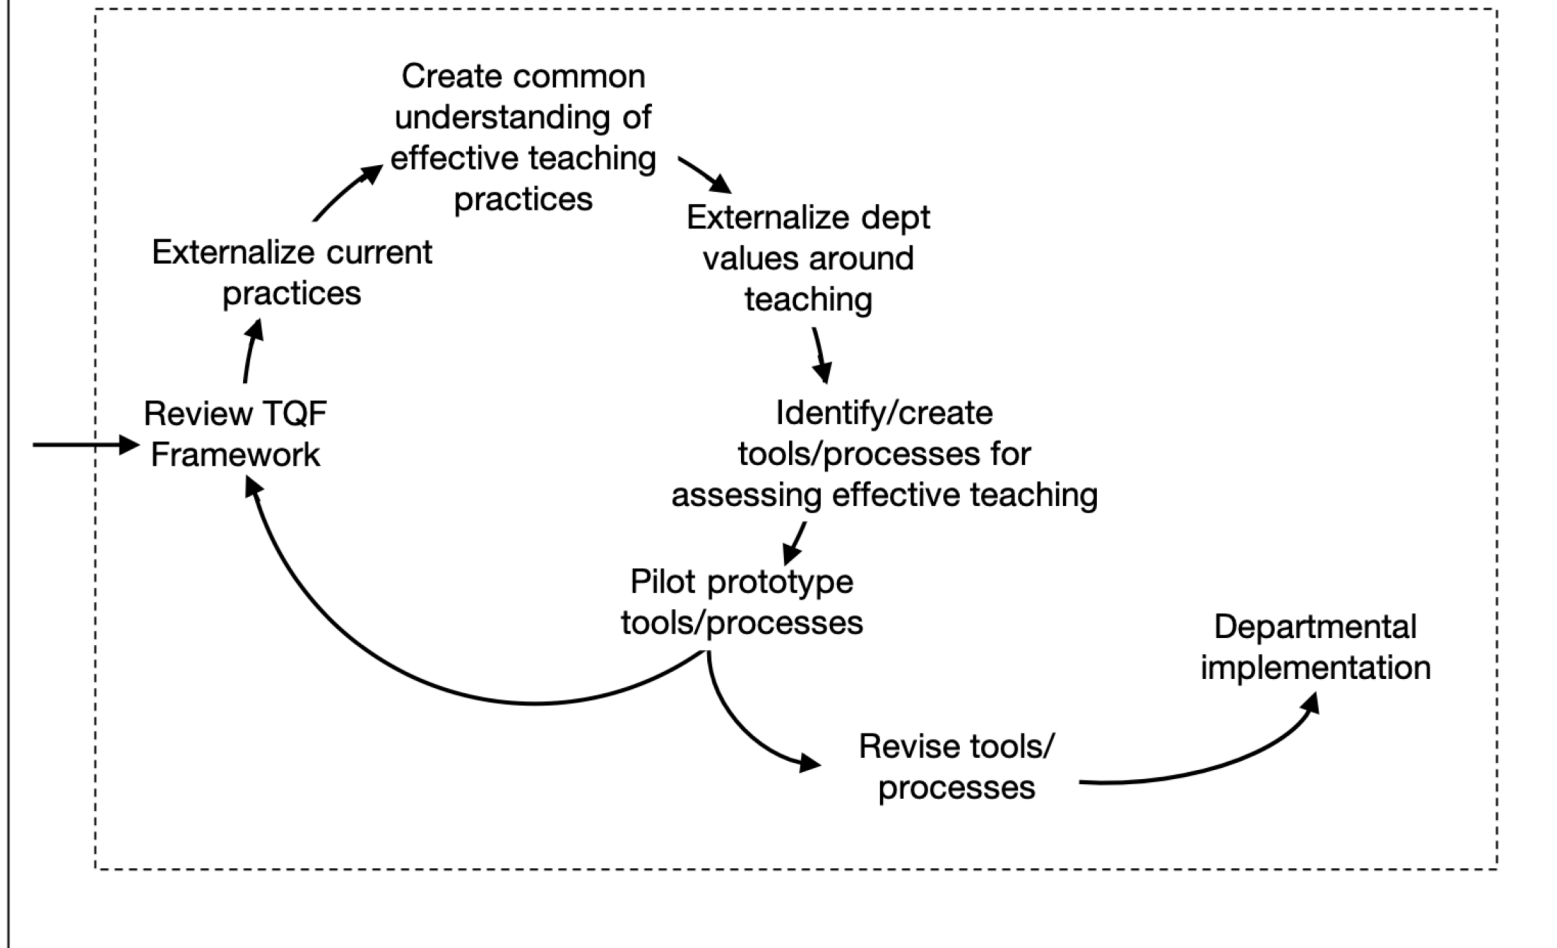 Create common
understanding of
effective teaching
practices
Externalize dept
values around
teaching
Externalize current
practices
Review TQF
Framework
Identify/create
tools/processes for
assessing effective teaching
Pilot prototype
tools/processes
Departmental
implementation
Revise tools/
processes